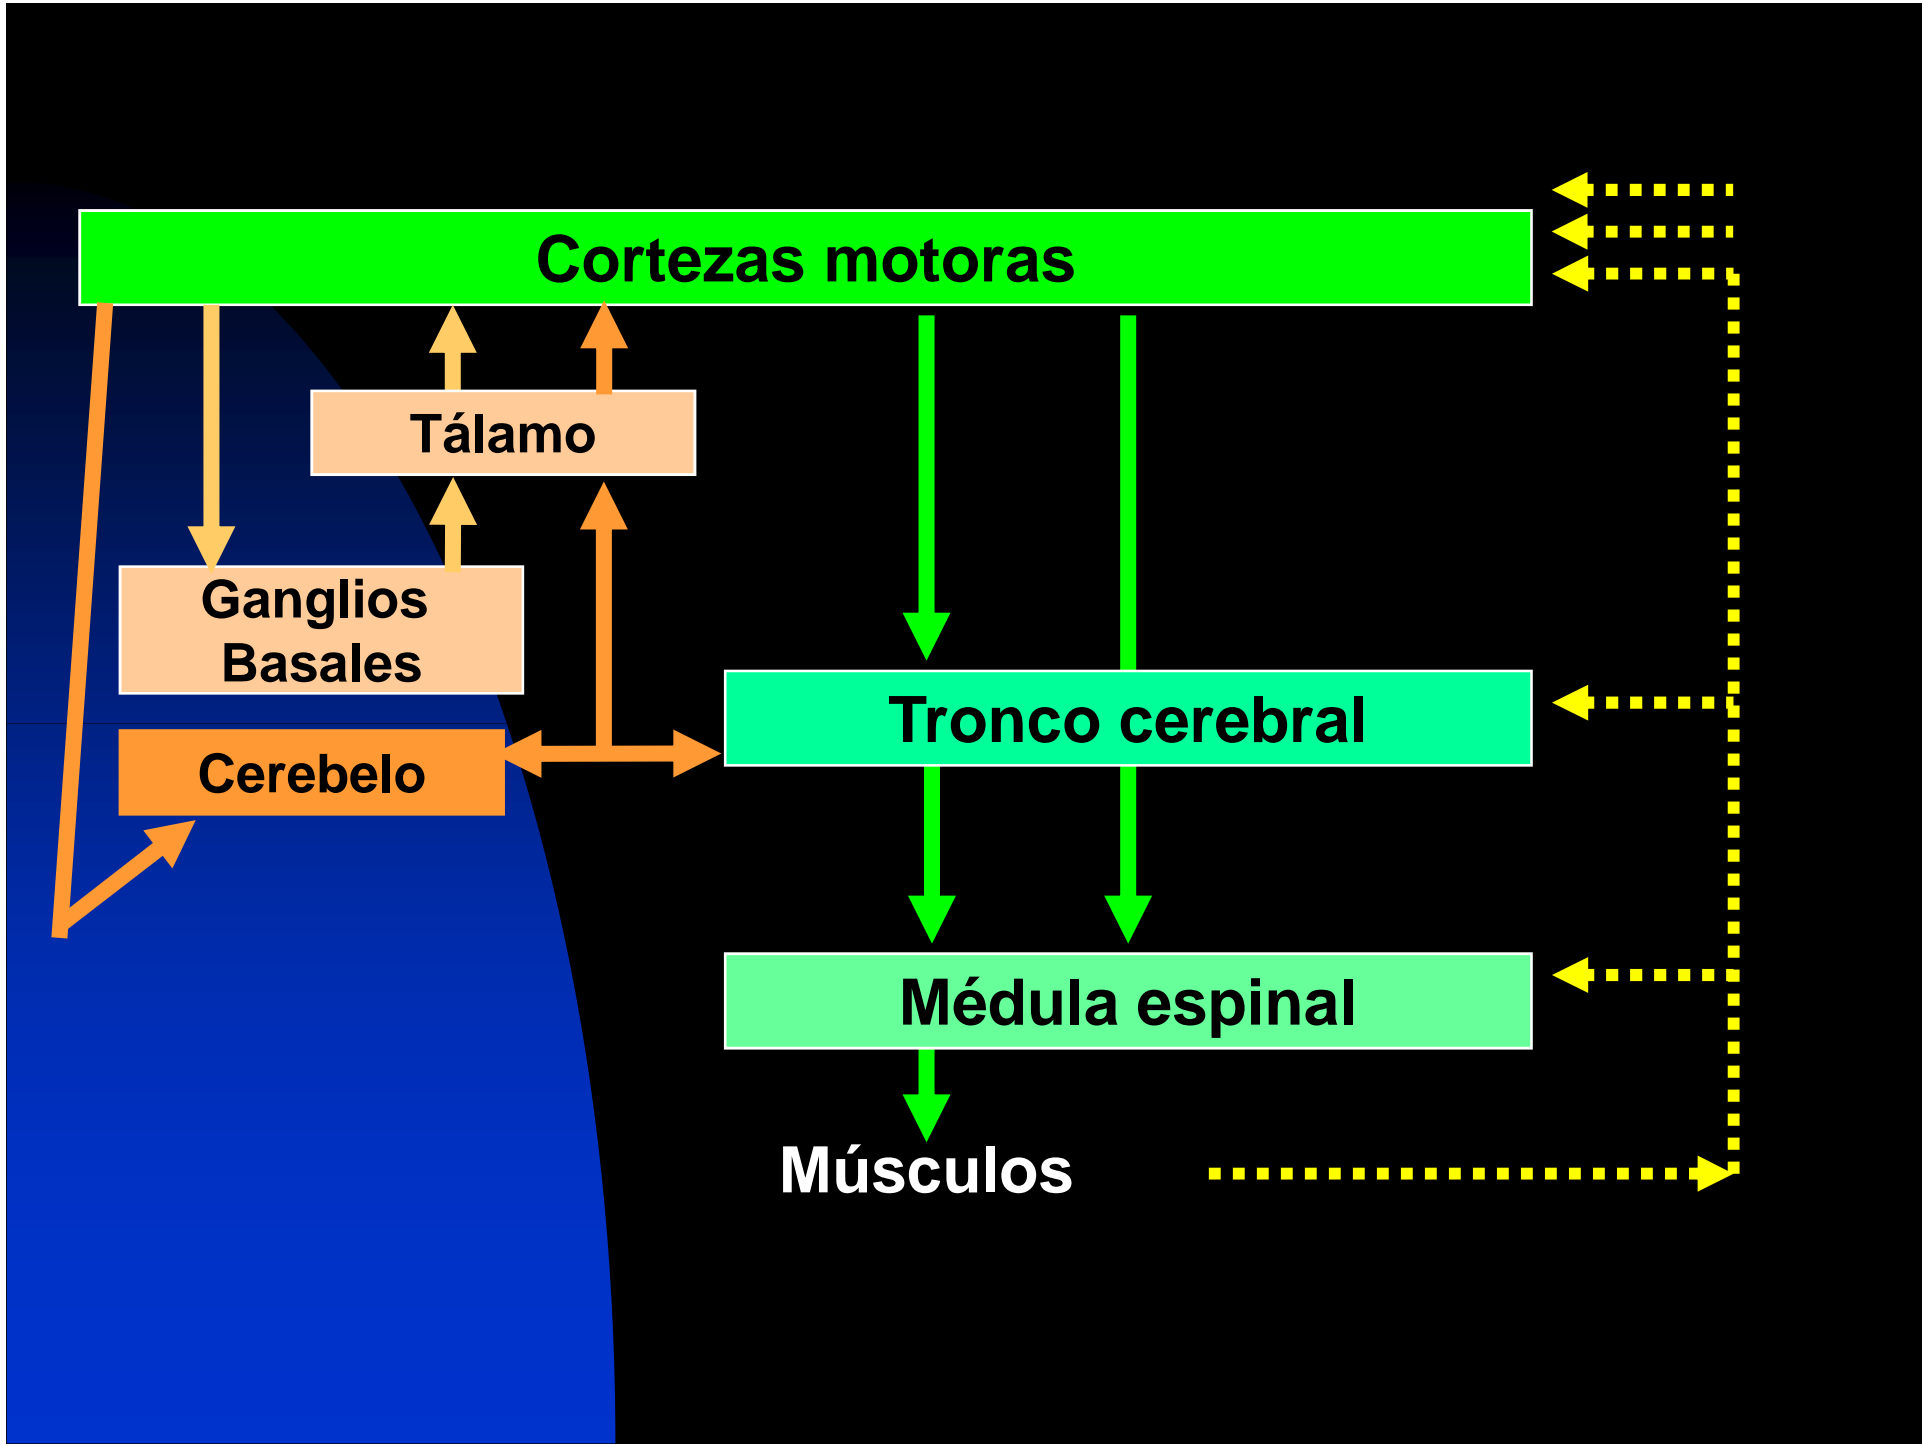 Cortezas motoras
Tálamo
Ganglios
Basales
Tronco cerebral
Cerebelo
Médula espinal
Músculos